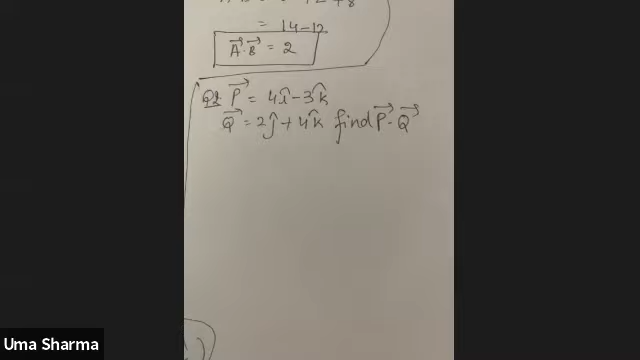 = 14-12
A⃗·B⃗ = 2
Q2. P⃗ = 4î - 3k̂
Q⃗ = 2ĵ + 4k̂ find P⃗·Q⃗
Uma Sharma